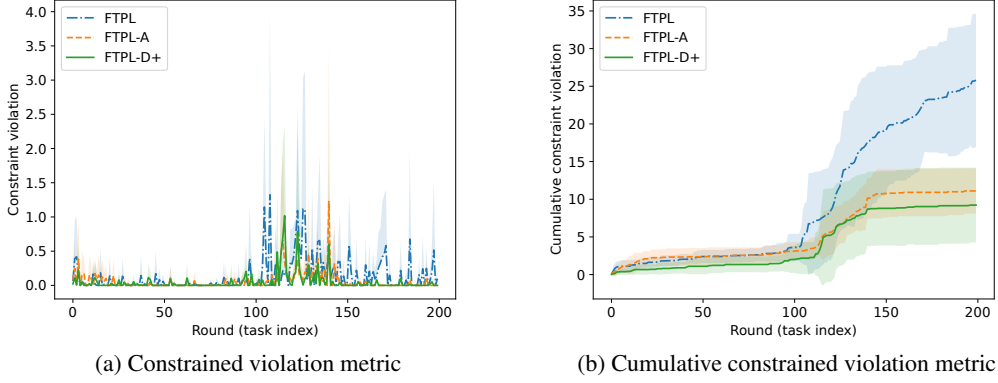 FTPL
FTPL-A
FTPL-D+
Constraint violation
4.0
3.5
3.0
2.5
2.0
1.5
1.0
0.5
0.0
0
50
100
150
200
Round (task index)
(a) Constrained violation metric
FTPL
FTPL-A
FTPL-D+
Cumulative constraint violation
35
30
25
20
15
10
5
0
0
50
100
150
200
Round (task index)
(b) Cumulative constrained violation metric